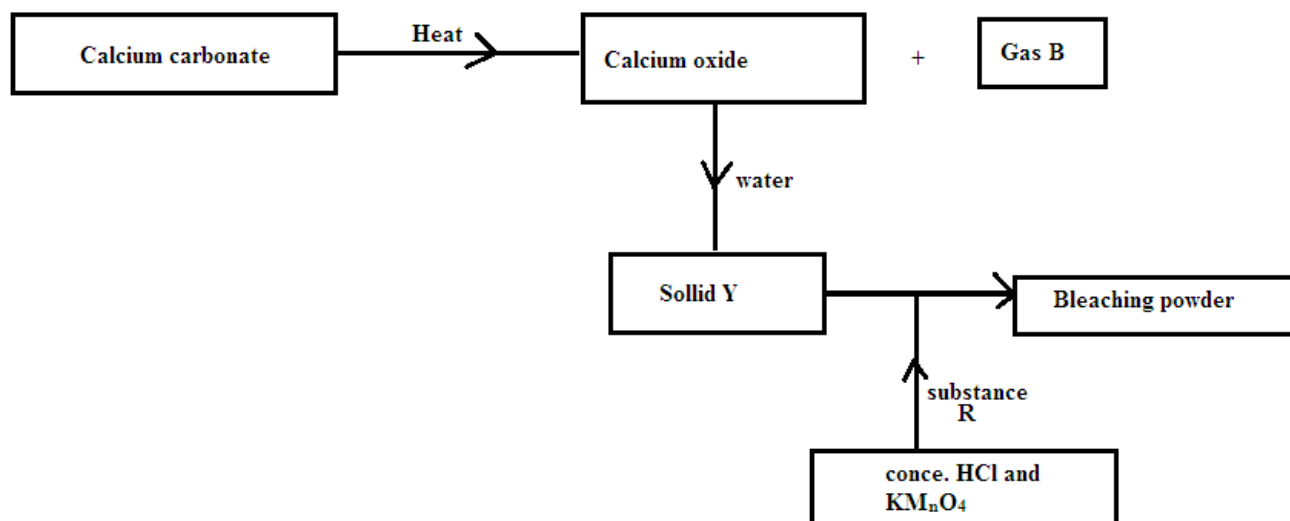 Calcium carbonate
Heat
Calcium oxide
+
Gas B
water
Sollid Y
Bleaching powder
substance
R
conce. HCl and
KMnO4